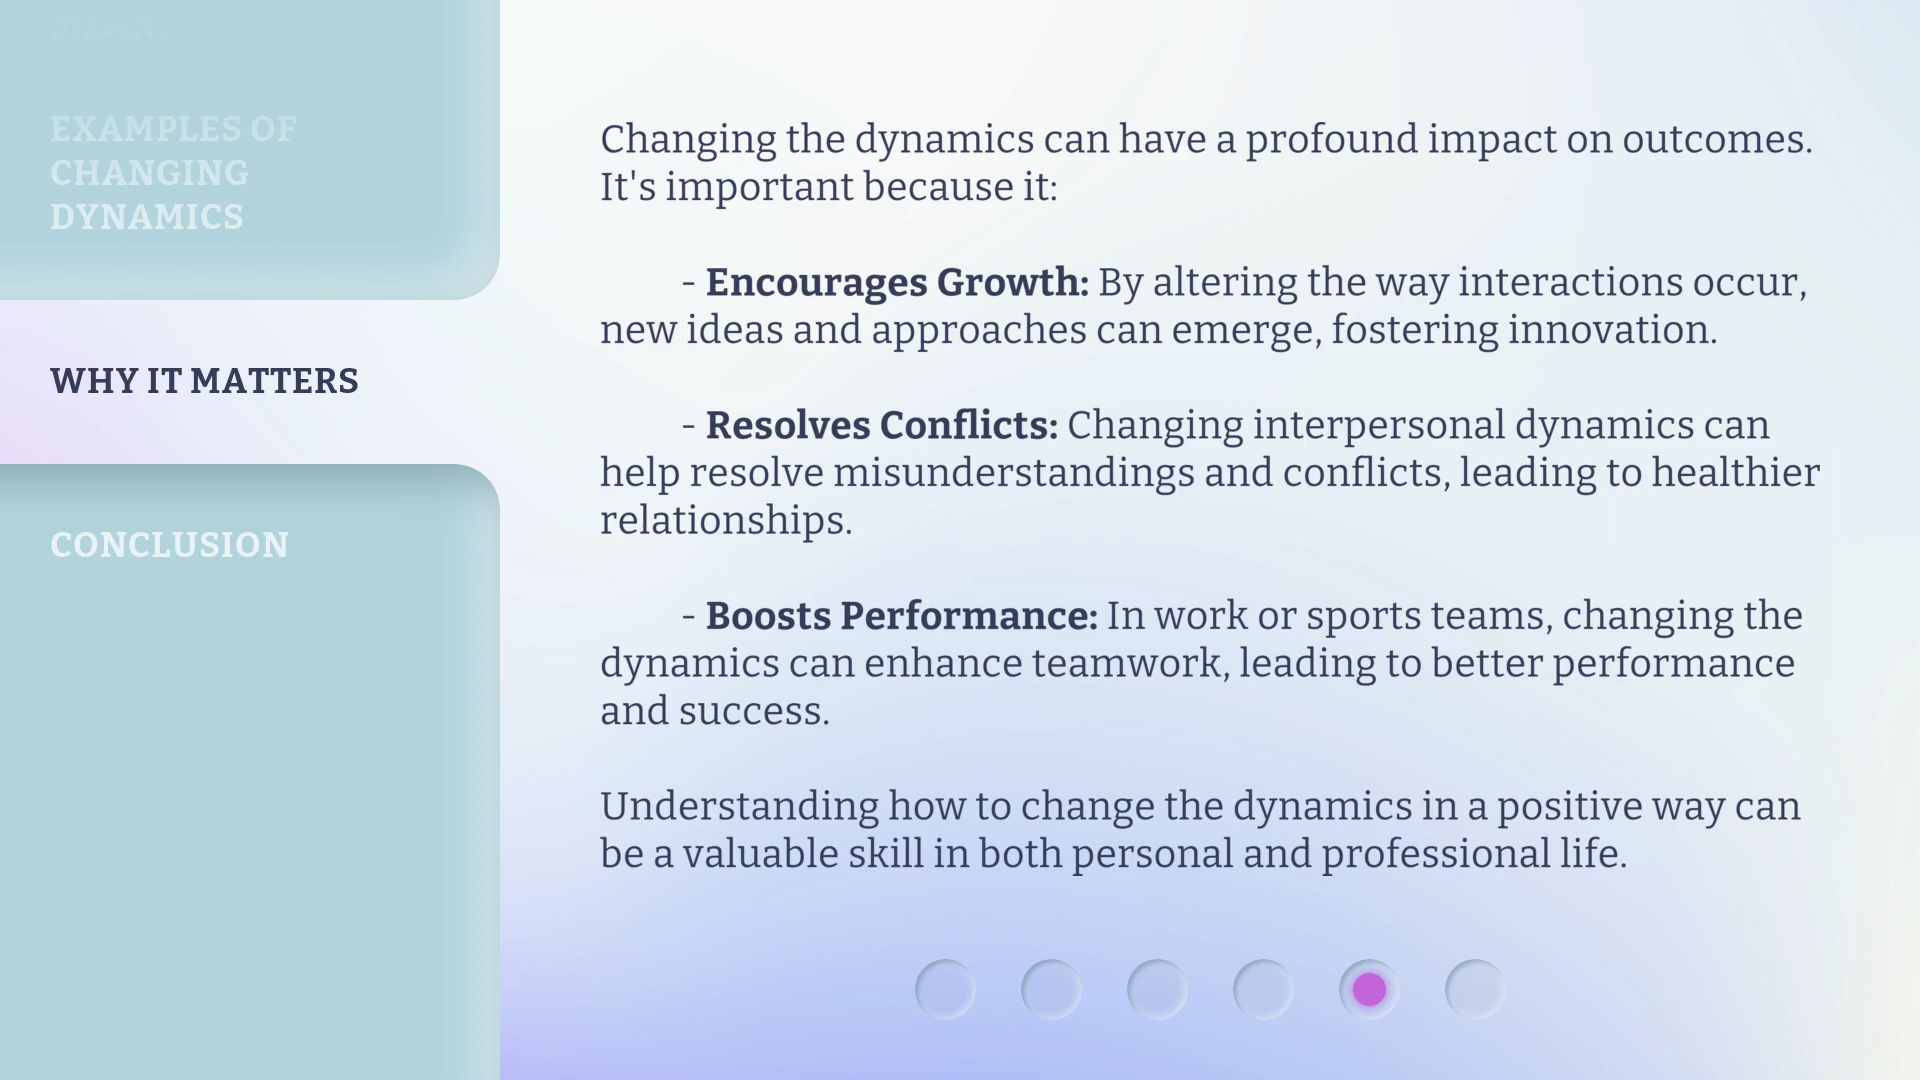 EXAMPLES OF
CHANGING
DYNAMICS
WHY IT MATTERS
CONCLUSION
Changing the dynamics can have a profound impact on outcomes.
It's important because it:
- Encourages Growth: By altering the way interactions occur,
new ideas and approaches can emerge, fostering innovation.
- Resolves Conflicts: Changing interpersonal dynamics can
help resolve misunderstandings and conflicts, leading to healthier
relationships.
- Boosts Performance: In work or sports teams, changing the
dynamics can enhance teamwork, leading to better performance
and success.
Understanding how to change the dynamics in a positive way can
be a valuable skill in both personal and professional life.